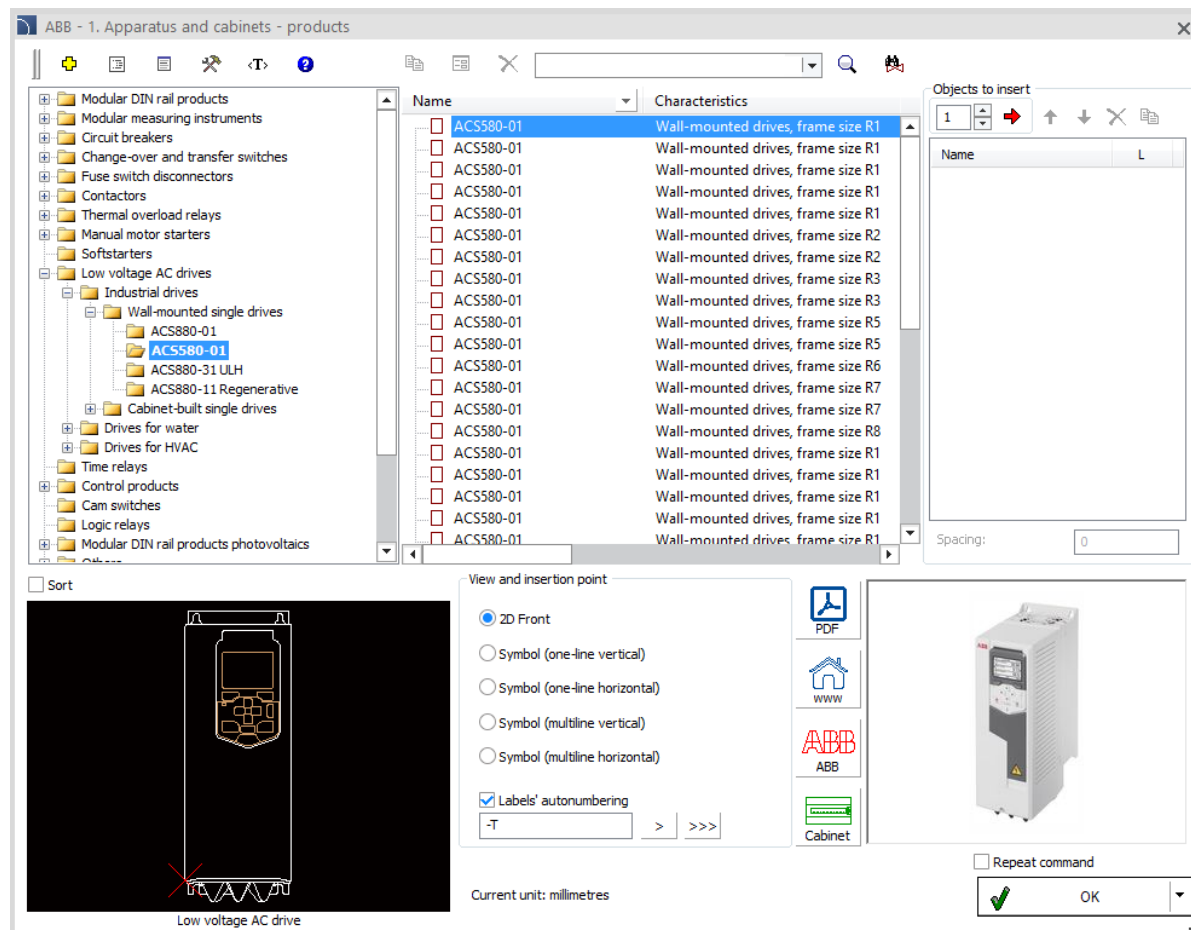 ABB - 1. Apparatus and cabinets - products
<T>
Modular DIN rail products
Modular measuring instruments
Circuit breakers
Change-over and transfer switches
Fuse switch disconnectors
Contactors
Thermal overload relays
Manual motor starters
Softstarters
Low voltage AC drives
Industrial drives
Wall-mounted single drives
ACS880-01
ACS580-01
ACS880-31 ULH
ACS880-11 Regenerative
Cabinet-built single drives
Drives for water
Drives for HVAC
Time relays
Control products
Cam switches
Logic relays
Modular DIN rail products photovoltaics
Others
Name Characteristics
ACS580-01 Wall-mounted drives, frame size R1
ACS580-01 Wall-mounted drives, frame size R1
ACS580-01 Wall-mounted drives, frame size R1
ACS580-01 Wall-mounted drives, frame size R1
ACS580-01 Wall-mounted drives, frame size R1
ACS580-01 Wall-mounted drives, frame size R2
ACS580-01 Wall-mounted drives, frame size R2
ACS580-01 Wall-mounted drives, frame size R3
ACS580-01 Wall-mounted drives, frame size R3
ACS580-01 Wall-mounted drives, frame size R5
ACS580-01 Wall-mounted drives, frame size R5
ACS580-01 Wall-mounted drives, frame size R6
ACS580-01 Wall-mounted drives, frame size R7
ACS580-01 Wall-mounted drives, frame size R7
ACS580-01 Wall-mounted drives, frame size R8
ACS580-01 Wall-mounted drives, frame size R1
ACS580-01 Wall-mounted drives, frame size R1
ACS580-01 Wall-mounted drives, frame size R1
ACS580-01 Wall-mounted drives, frame size R1
ACS580-01 Wall-mounted drives, frame size R1
Objects to insert
1
Name L
Spacing: 0
Sort
Low voltage AC drive
View and insertion point
2D Front
Symbol (one-line vertical)
Symbol (one-line horizontal)
Symbol (multiline vertical)
Symbol (multiline horizontal)
Labels' autonumbering
-T > >>>
Current unit: millimetres
PDF
www
ABB
ABB
Cabinet
ABB
Repeat command
OK